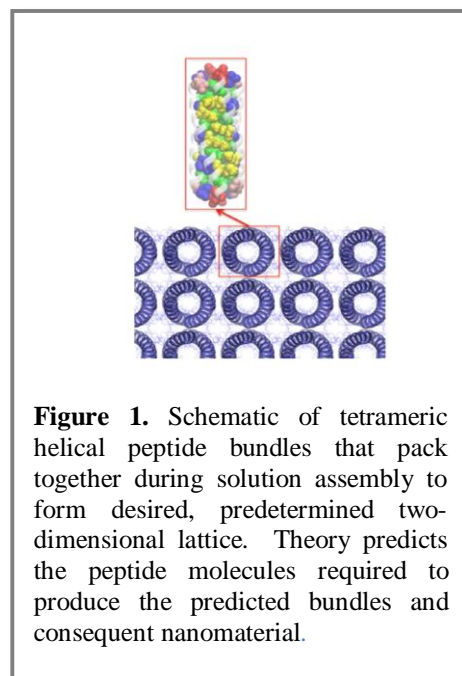 Figure 1. Schematic of tetrameric
helical peptide bundles that pack
together during solution assembly to
form desired, predetermined two-
dimensional lattice. Theory predicts
the peptide molecules required to
produce the predicted bundles and
consequent nanomaterial.